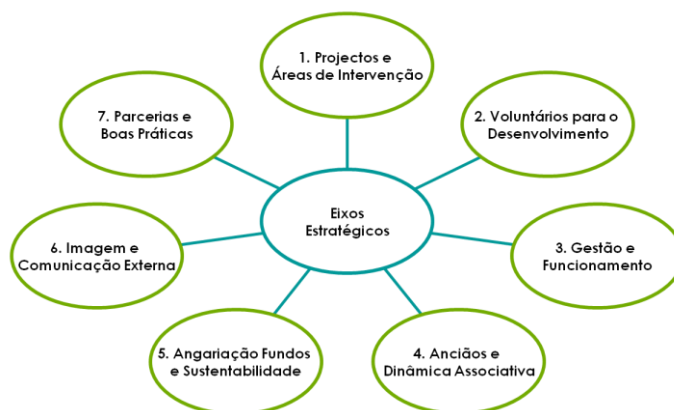 1. Projectos e
Áreas de Intervenção
2. Voluntários para o
Desenvolvimento
3. Gestão e
Funcionamento
4. Anciãos e
Dinâmica Associativa
5. Angariação Fundos
e Sustentabilidade
6. Imagem e
Comunicação Externa
7. Parcerias e
Boas Práticas
Eixos
Estratégicos